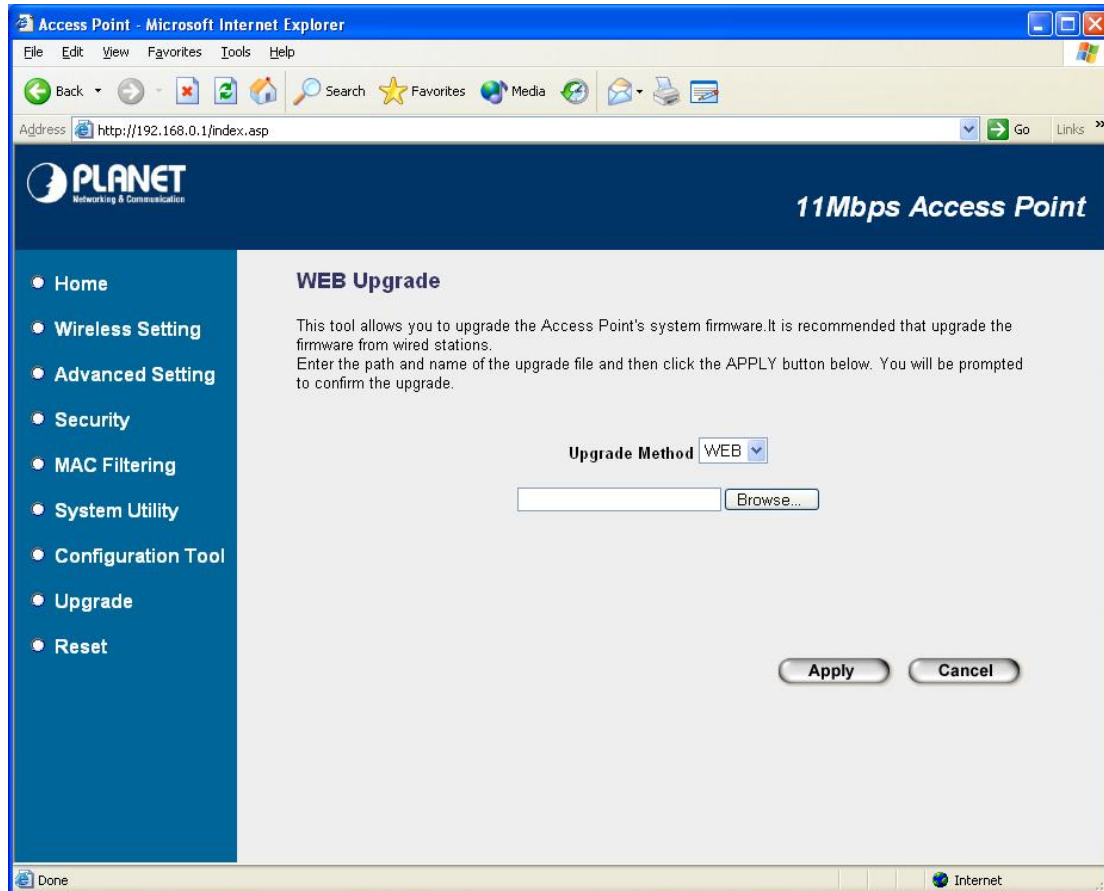 Access Point - Microsoft Internet Explorer
File Edit View Favorites Tools Help
Back Search Favorites Media
Address http://192.168.0.1/index.asp Go Links »
PLANET
Networking & Communication
11Mbps Access Point
Home
Wireless Setting
Advanced Setting
Security
MAC Filtering
System Utility
Configuration Tool
Upgrade
Reset
WEB Upgrade
This tool allows you to upgrade the Access Point's system firmware.It is recommended that upgrade the
firmware from wired stations.
Enter the path and name of the upgrade file and then click the APPLY button below. You will be prompted
to confirm the upgrade.
Upgrade Method WEB
Browse...
Apply Cancel
Done Internet